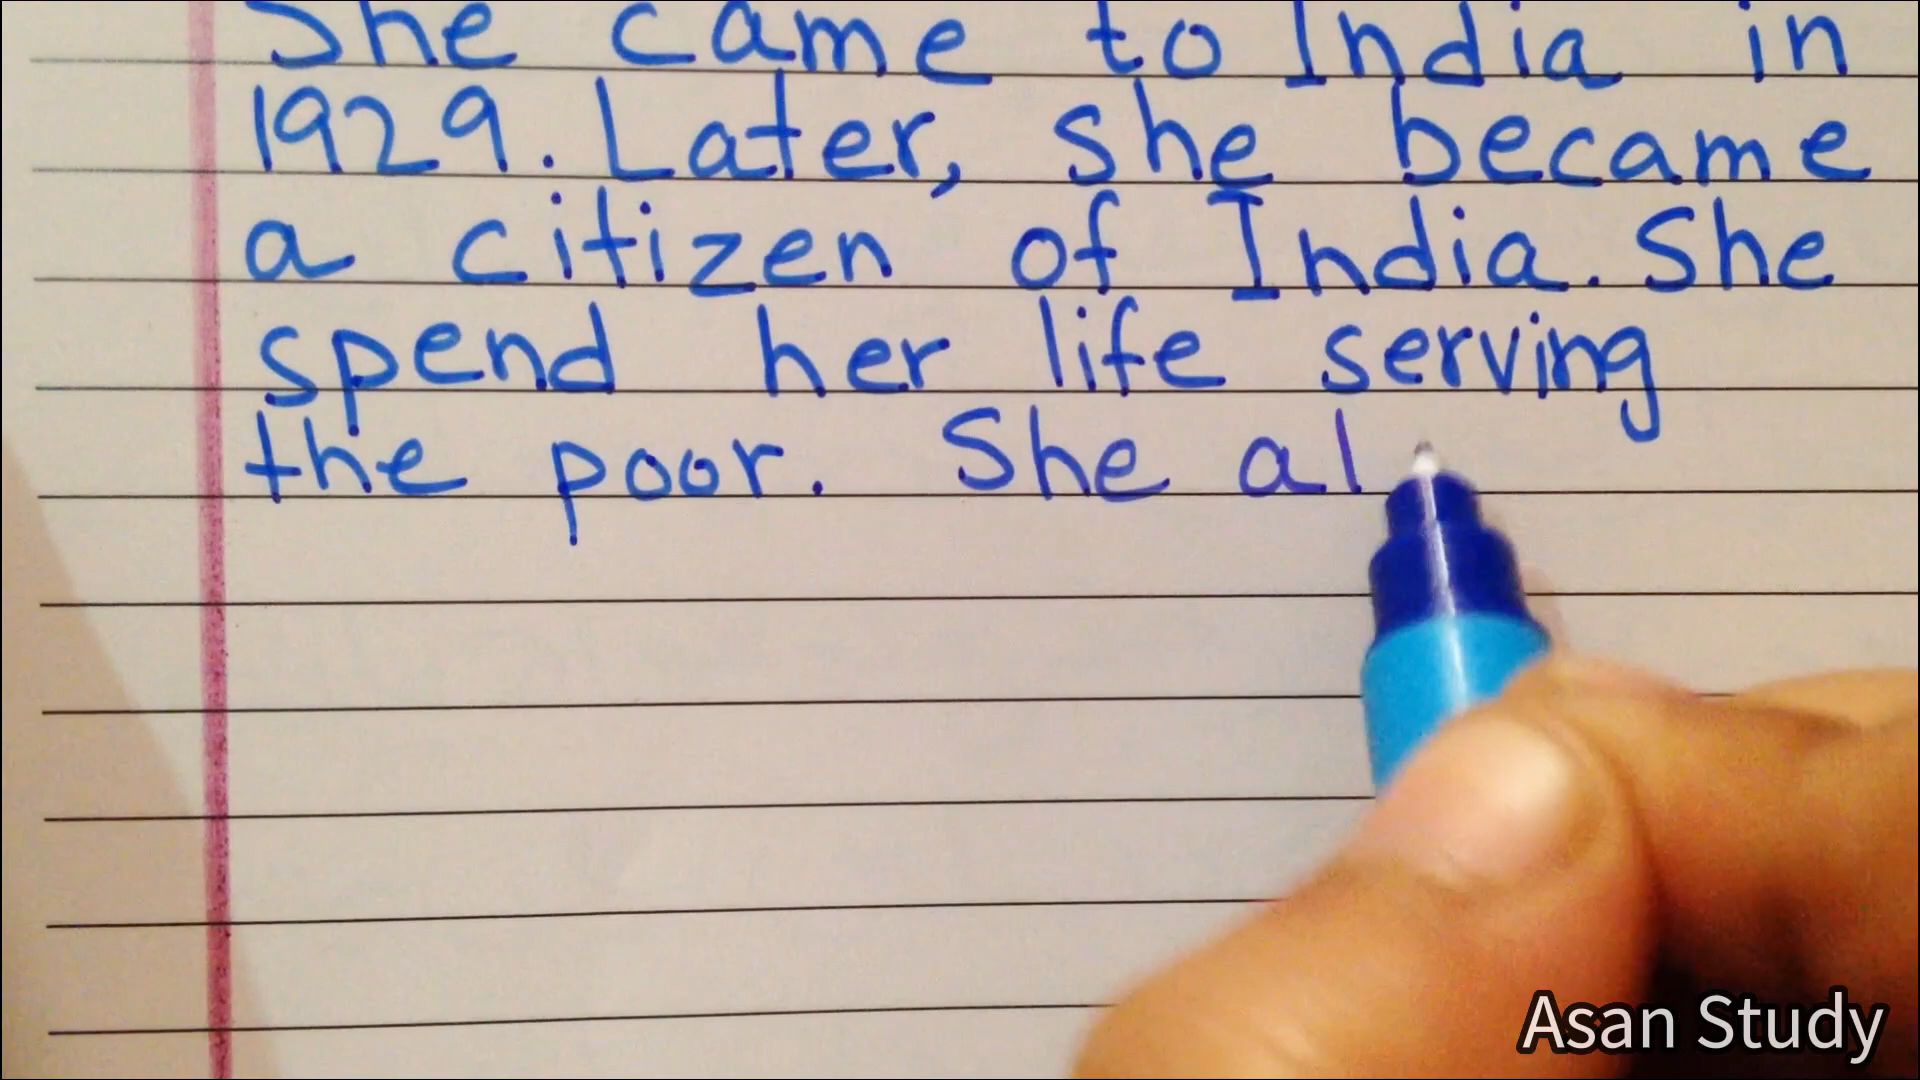 She came to India in
1929. Later, she became
a citizen of India. She
spend her life serving
the poor. She al
Asan Study